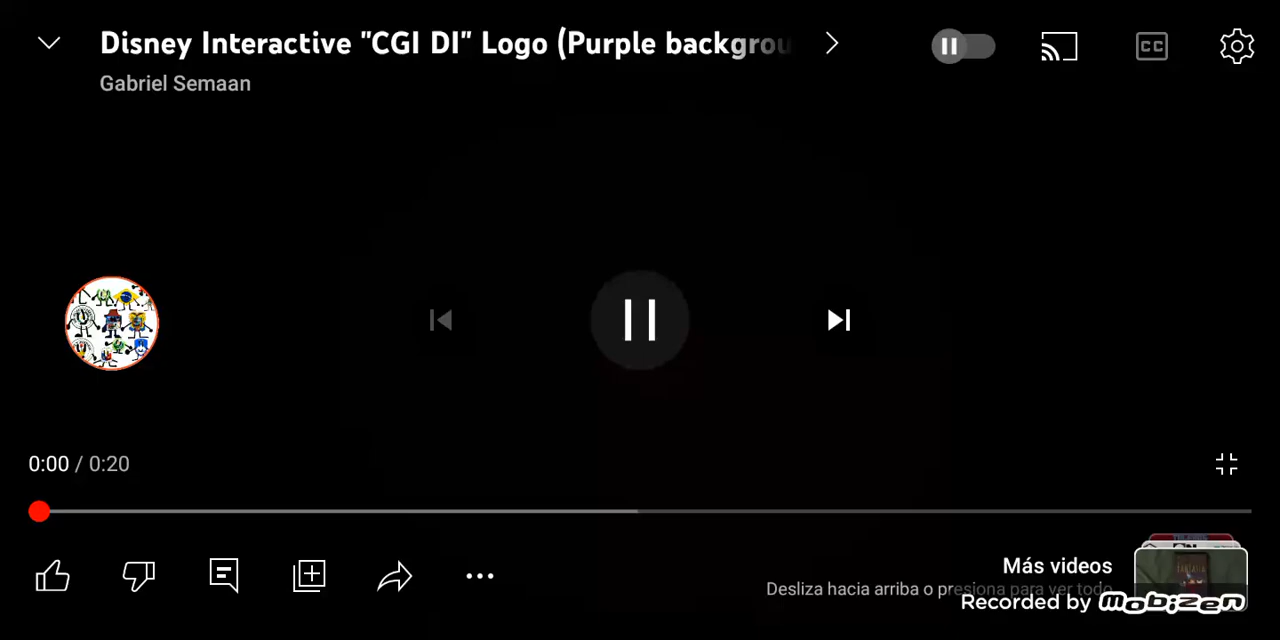 Disney Interactive "CGI DI" Logo (Purple backgrou
Gabriel Semaan
CC
0:00 / 0:20
Más videos
Desliza hacia arriba o presiona para ver todo
Recorded by mobizen